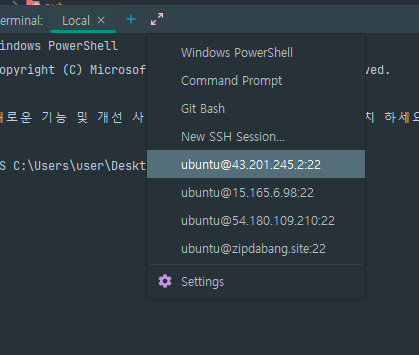 out
erminal: Local
indows PowerShell
opyright (C) Microsof ved.
로운 기능 및 개선 사 치 하세요
S C:\Users\user\Deskt
Windows PowerShell
Command Prompt
Git Bash
New SSH Session...
ubuntu@43.201.245.2:22
ubuntu@15.165.6.98:22
ubuntu@54.180.109.210:22
ubuntu@zipdabang.site:22
Settings